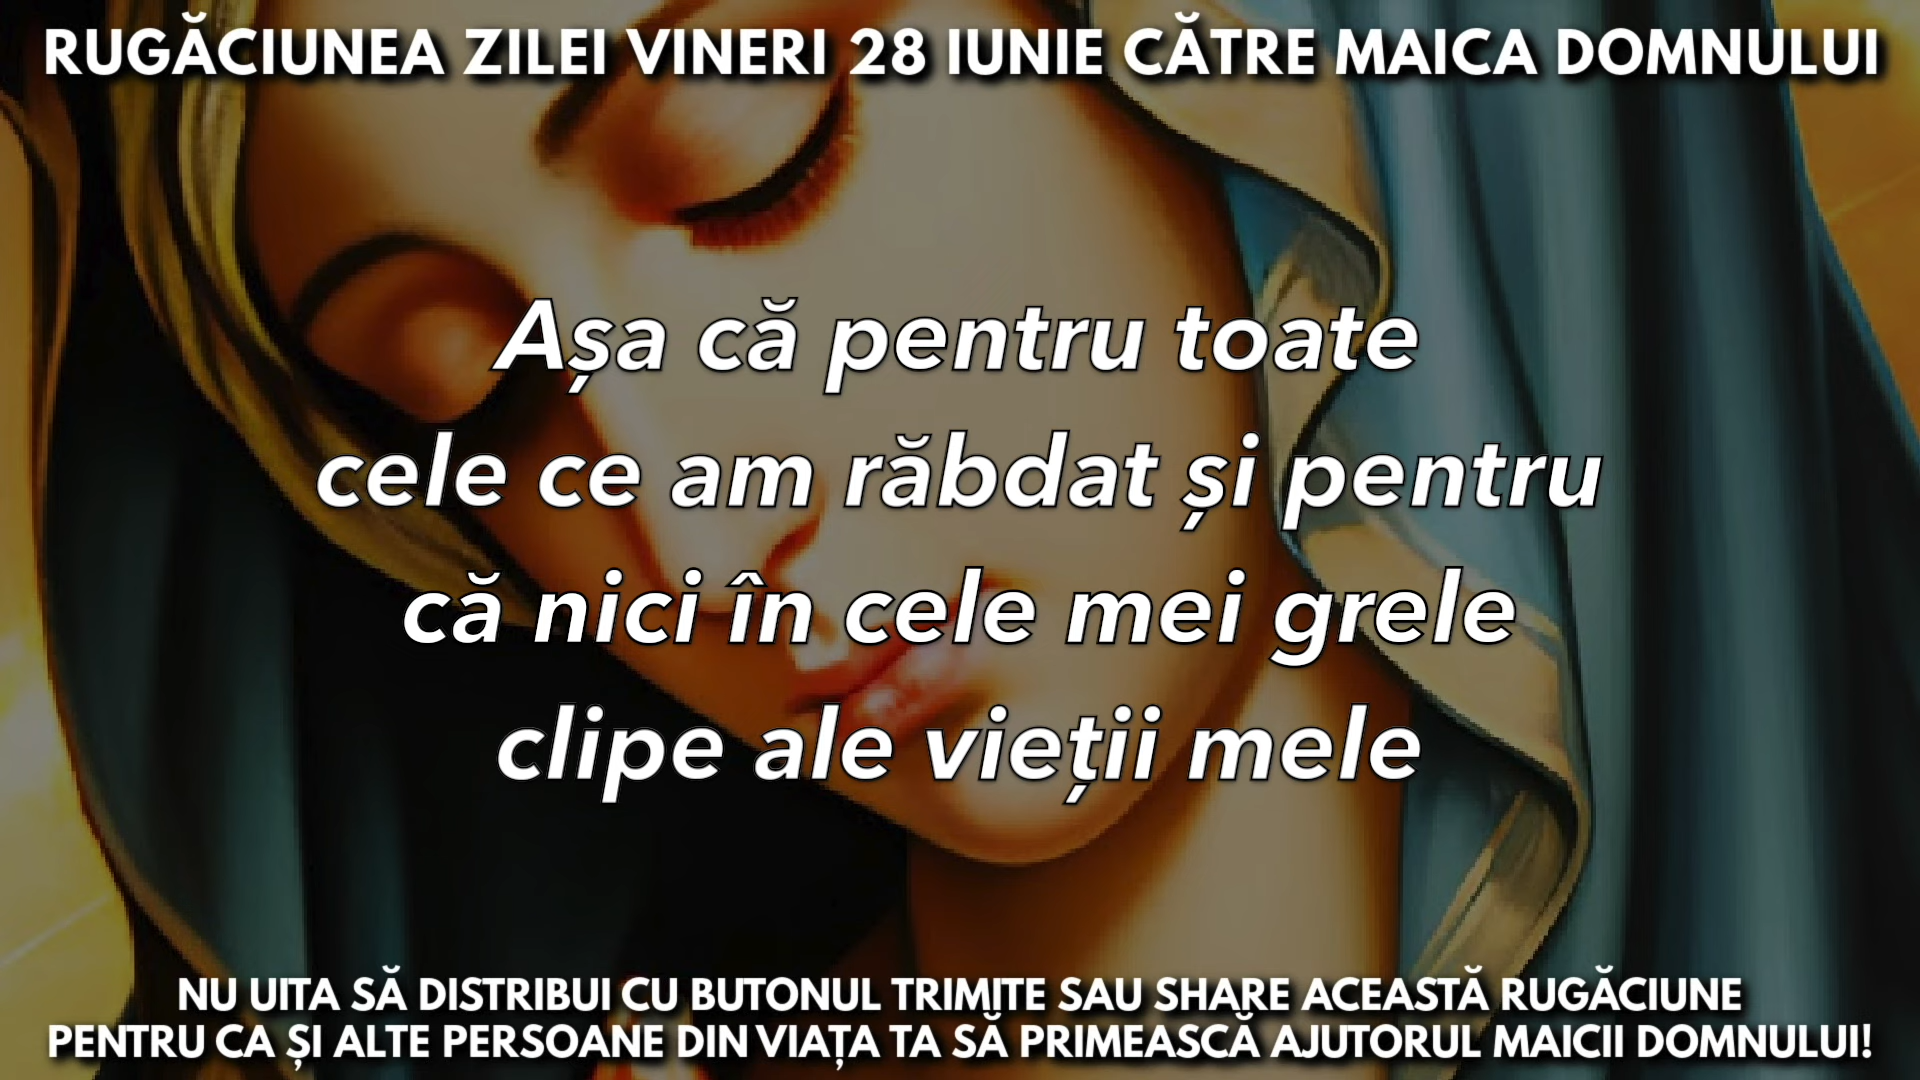 RUGĂCIUNEA ZILEI VINERI 28 IUNIE CĂTRE MAICA DOMNULUI
Așa că pentru toate
cele ce am răbdat și pentru
că nici în cele mei grele
clipe ale vieții mele
NU UITA SĂ DISTRIBUI CU BUTONUL TRIMITE SAU SHARE ACEASTĂ RUGĂCIUNE
PENTRU CA ȘI ALTE PERSOANE DIN VIAȚA TA SĂ PRIMEASCĂ AJUTORUL MAICII DOMNULUI!